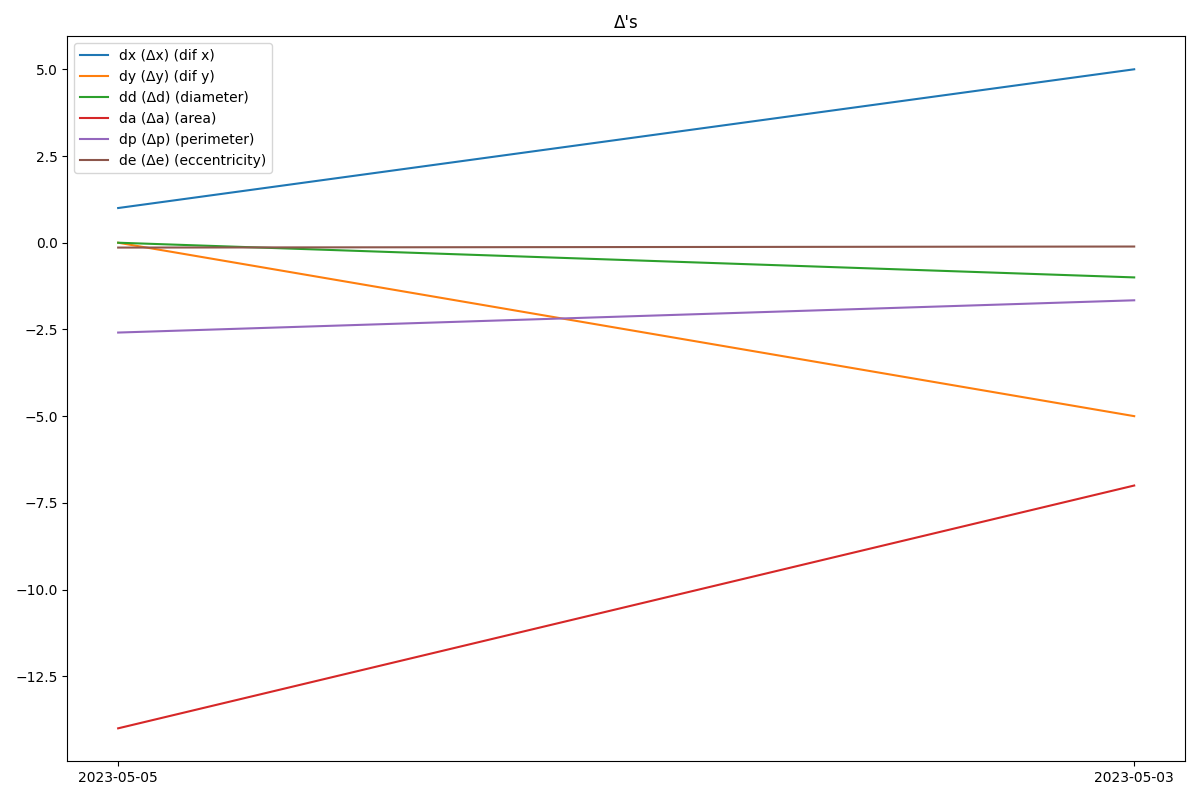 Δ's
dx (Δx) (dif x)
dy (Δy) (dif y)
dd (Δd) (diameter)
da (Δa) (area)
dp (Δp) (perimeter)
de (Δe) (eccentricity)
5.0
2.5
0.0
−2.5
−5.0
−7.5
−10.0
−12.5
2023-05-05
2023-05-03